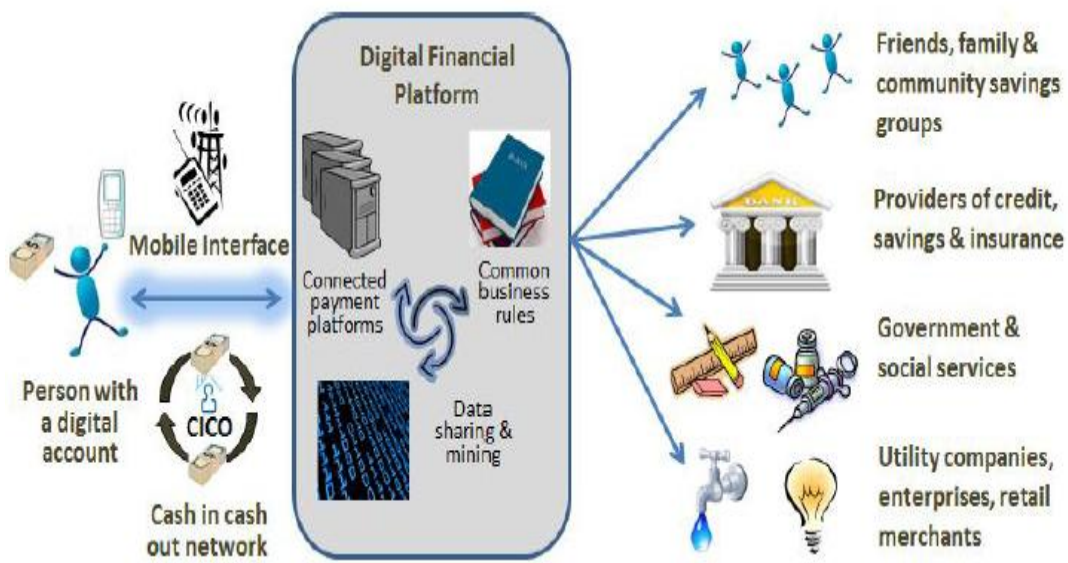 Digital Financial
Platform
Mobile Interface
Person with
a digital
account
CICO
Cash in cash
out network
Connected
payment
platforms
Common
business
rules
Data
sharing &
mining
Friends, family &
community savings
groups
BANK
Providers of credit,
savings & insurance
Government &
social services
Utility companies,
enterprises, retail
merchants